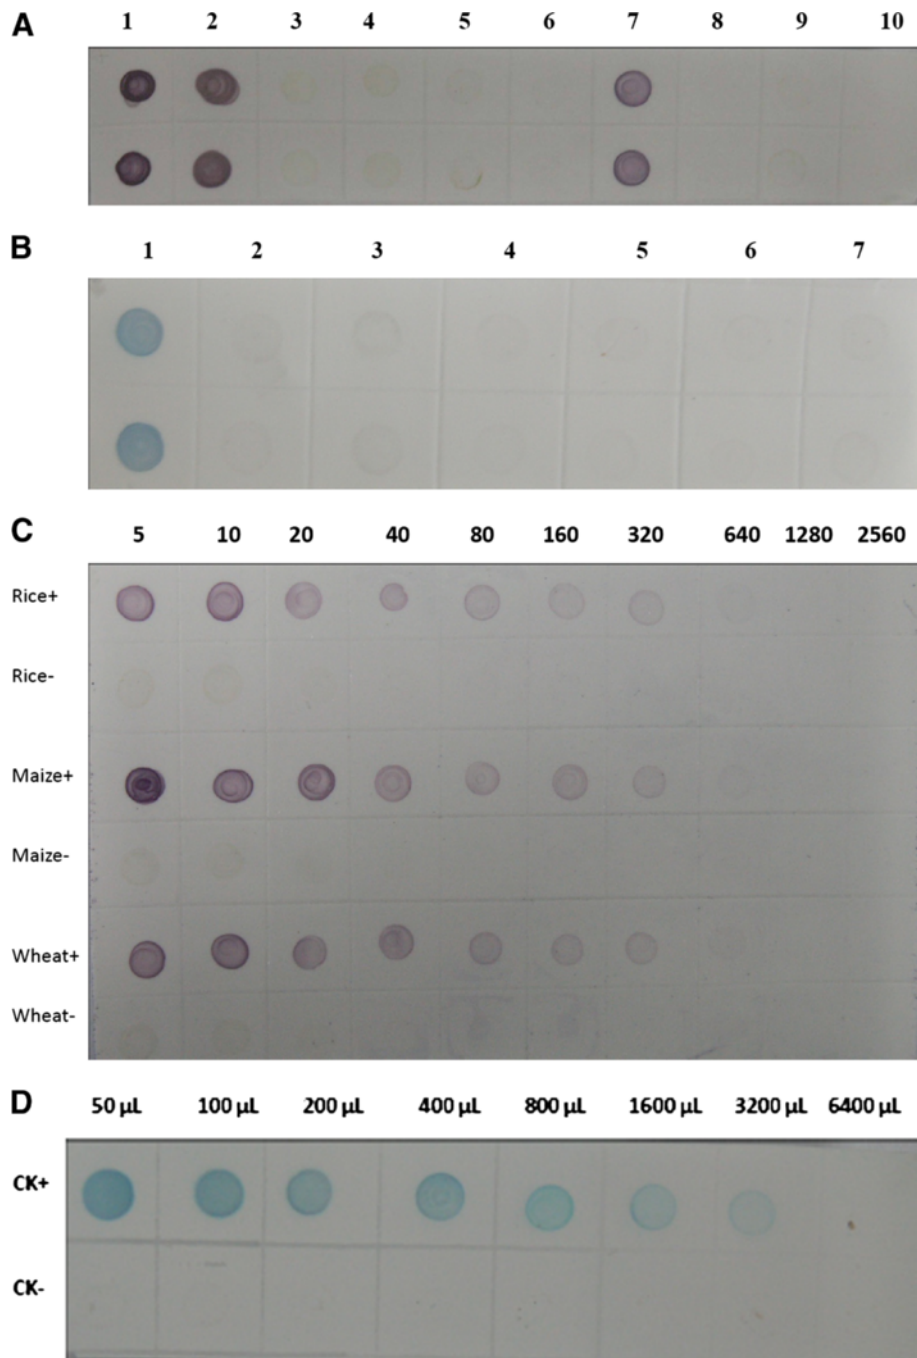 A 1 2 3 4 5 6 7 8 9 10
B 1 2 3 4 5 6 7
C 5 10 20 40 80 160 320 640 1280 2560
Rice+
Rice-
Maize+
Maize-
Wheat+
Wheat-
D 50 µL 100 µL 200 µL 400 µL 800 µL 1600 µL 3200 µL 6400 µL
CK+
CK-